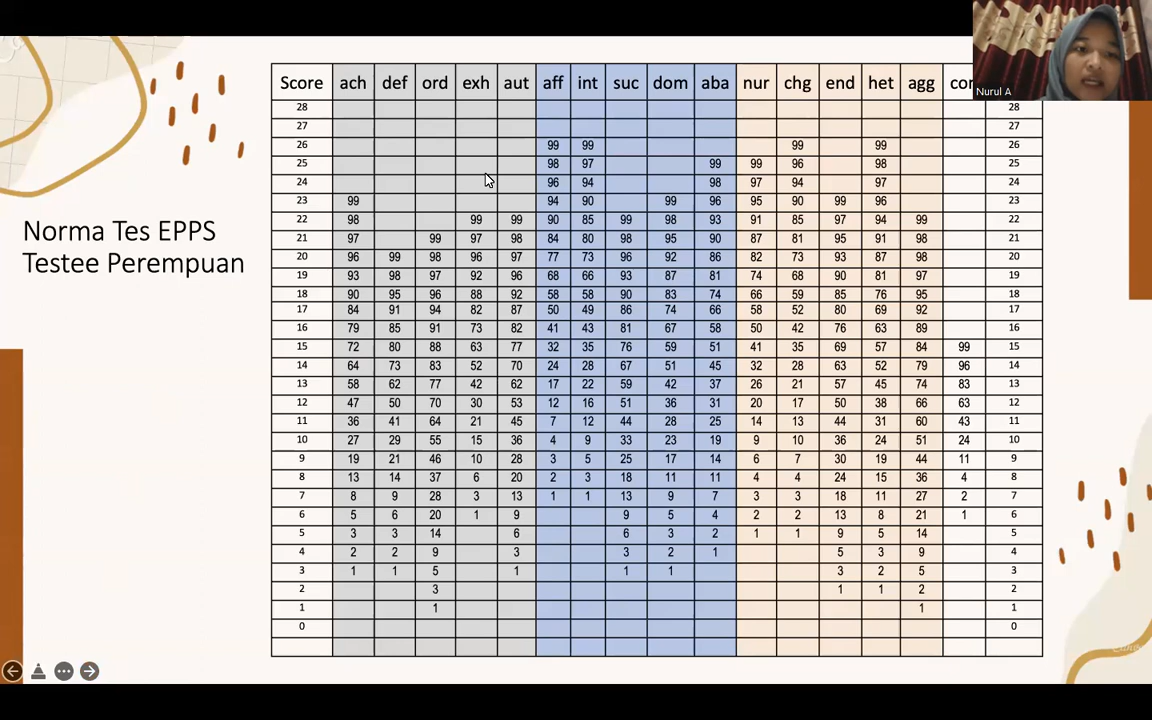 Nurul A
Norma Tes EPPS
Testee Perempuan
Score ach def ord exh aut aff int suc dom aba nur chg end het agg con
28 28
27 27
26 99 99 99 99 26
25 98 97 99 99 96 98 25
24 96 94 98 97 94 97 24
23 99 94 90 99 96 95 90 99 96 23
22 98 99 99 90 85 99 98 93 91 85 97 94 99 22
21 97 99 97 98 84 80 98 95 90 87 81 95 91 98 21
20 96 99 98 96 97 77 73 96 92 86 82 73 93 87 98 20
19 93 98 97 92 96 68 66 93 87 81 74 68 90 81 97 19
18 90 95 96 88 92 58 58 90 83 74 66 59 85 76 95 18
17 84 91 94 82 87 50 49 86 74 66 58 52 80 69 92 17
16 79 85 91 73 82 41 43 81 67 58 50 42 76 63 89 16
15 72 80 88 63 77 32 35 76 59 51 41 35 69 57 84 99 15
14 64 73 83 52 70 24 28 67 51 45 32 28 63 52 79 96 14
13 58 62 77 42 62 17 22 59 42 37 26 21 57 45 74 83 13
12 47 50 70 30 53 12 16 51 36 31 20 17 50 38 66 63 12
11 36 41 64 21 45 7 12 44 28 25 14 13 44 31 60 43 11
10 27 29 55 15 36 4 9 33 23 19 9 10 36 24 51 24 10
9 19 21 46 10 28 3 5 25 17 14 6 7 30 19 44 11 9
8 13 14 37 6 20 2 3 18 11 11 4 4 24 15 36 4 8
7 8 9 28 3 13 1 1 13 9 7 3 3 18 11 27 2 7
6 5 6 20 1 9 9 5 4 2 2 13 8 21 1 6
5 3 3 14 6 6 3 2 1 1 9 5 14 5
4 2 2 9 3 3 2 1 5 3 9 4
3 1 1 5 1 1 1 3 2 5 3
2 3 1 1 2 2
1 1 1 1
0 0